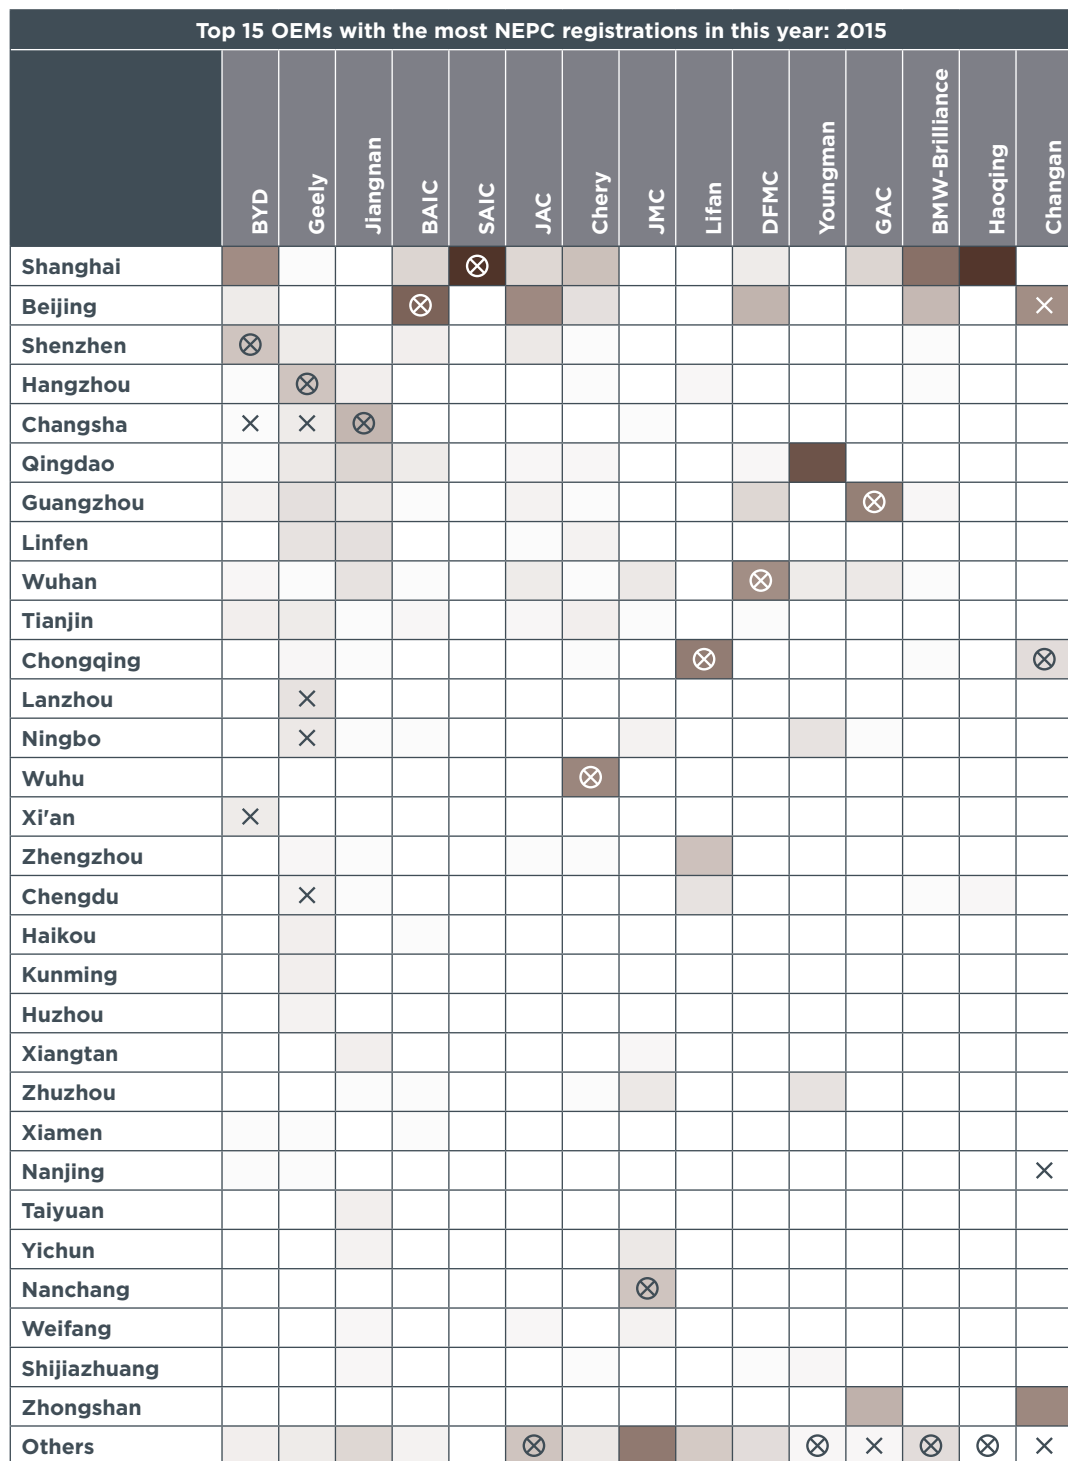 Top 15 OEMs with the most NEPC registrations in this year: 2015
BYD
Geely
Jiangnan
BAIC
SAIC
JAC
Chery
JMC
Lifan
DFMC
Youngman
GAC
BMW-Brilliance
Haoqing
Changan
Shanghai
Beijing
Shenzhen
Hangzhou
Changsha
Qingdao
Guangzhou
Linfen
Wuhan
Tianjin
Chongqing
Lanzhou
Ningbo
Wuhu
Xi'an
Zhengzhou
Chengdu
Haikou
Kunming
Huzhou
Xiangtan
Zhuzhou
Xiamen
Nanjing
Taiyuan
Yichun
Nanchang
Weifang
Shijiazhuang
Zhongshan
Others